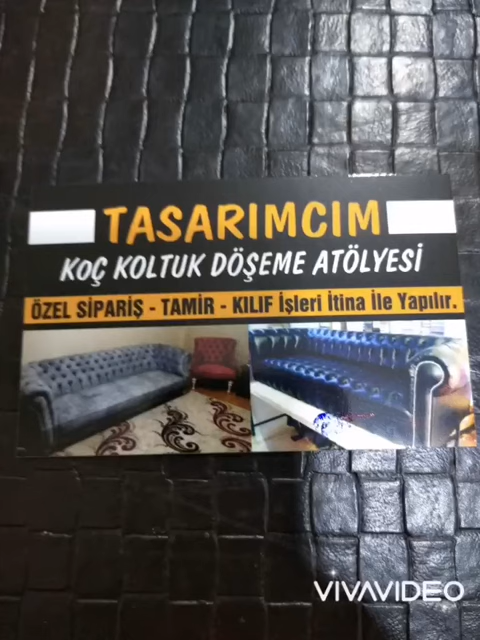 TASARIMCIM
KOÇ KOLTUK DÖŞEME ATÖLYESİ
ÖZEL SİPARİŞ - TAMİR - KILIF İşleri İtina İle Yapılır.
VIVAVIDEO